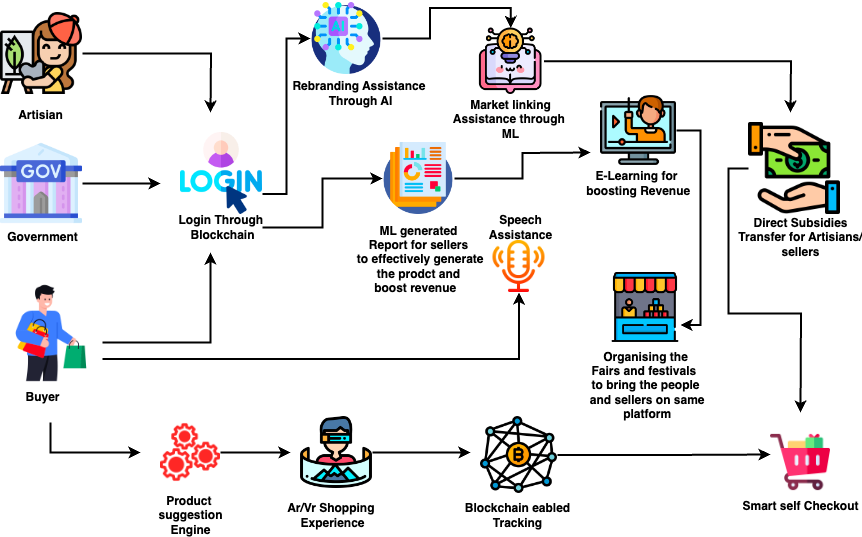 Artisian
AI
Rebranding Assistance
Through AI
Market linking
Assistance through
ML
GOV
Government
LOGIN
Login Through
Blockchain
ML generated
Report for sellers
to effectively generate
the prodct and
boost revenue
Speech
Assistance
E-Learning for
boosting Revenue
Direct Subsidies
Transfer for Artisians/
sellers
Organising the
Fairs and festivals
to bring the people
and sellers on same
platform
Buyer
Product
suggestion
Engine
Ar/Vr Shopping
Experience
Blockchain eabled
Tracking
Smart self Checkout